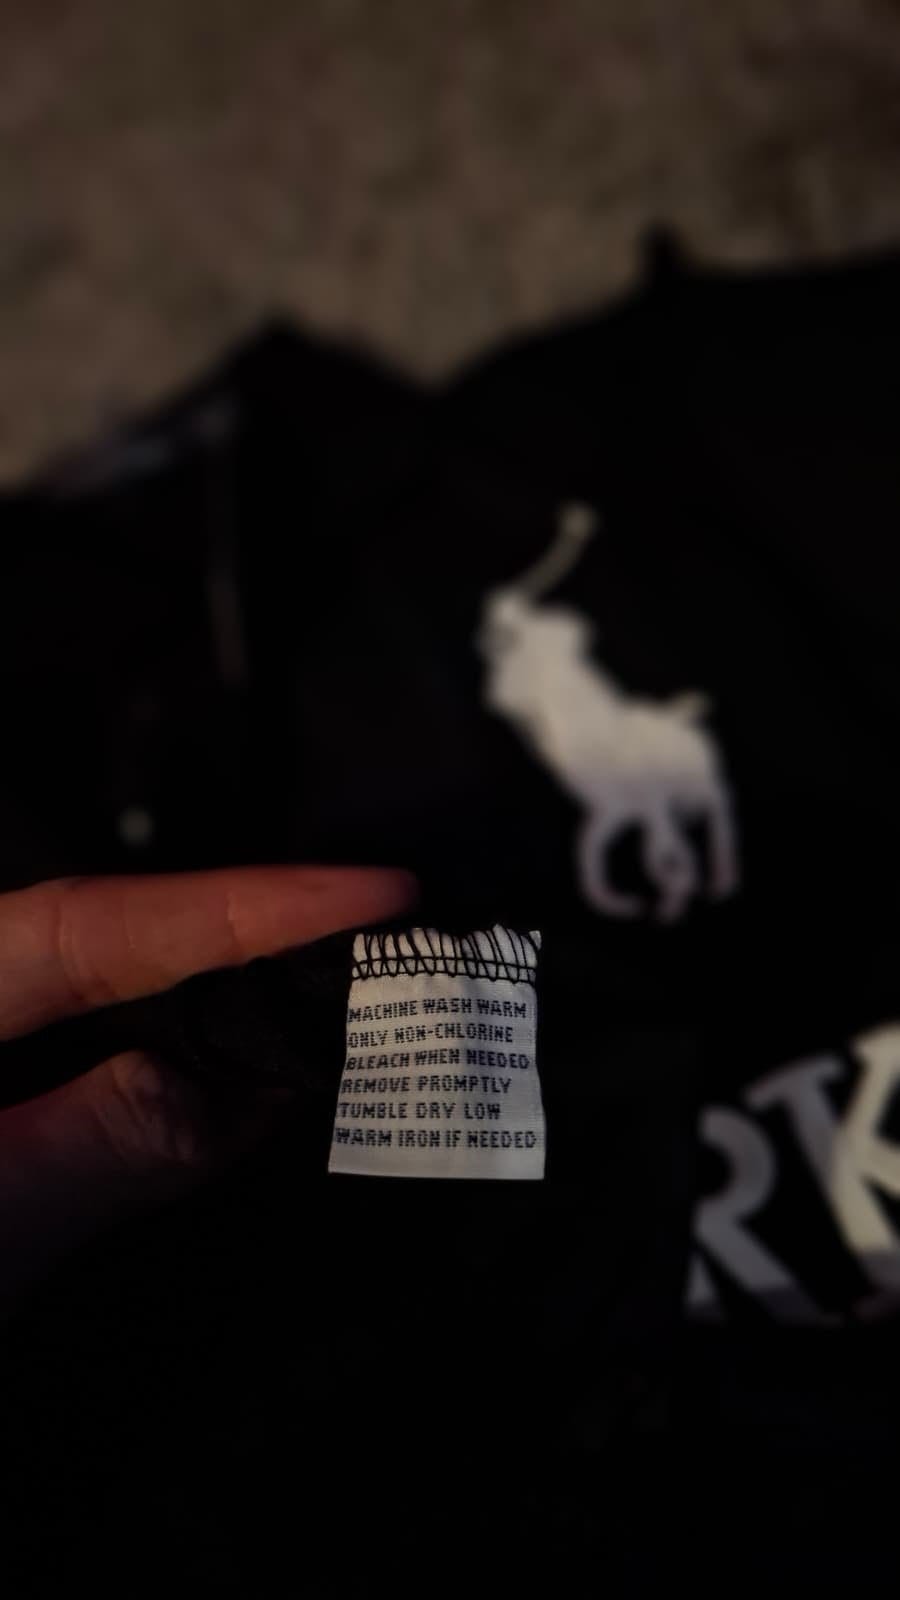 MACHINE WASH WARM
ONLY NON-CHLORINE
BLEACH WHEN NEEDED
REMOVE PROMPTLY
TUMBLE DRY LOW
WARM IRON IF NEEDED